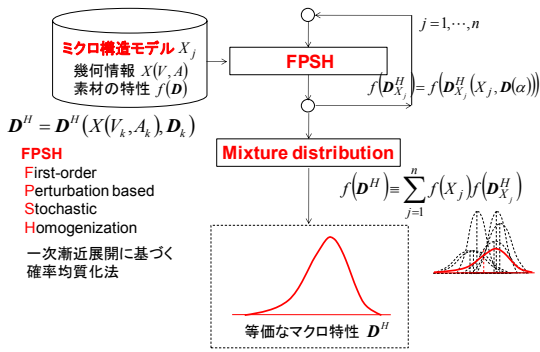 ミクロ構造モデル X_j
幾何情報 X(V, A)
素材の特性 f(D)
j = 1, ⋯, n
FPSH
f(D^H_{X_j}) = f(D^H_{X_j}(X_j, D(α)))
D^H = D^H(X(V_k, A_k), D_k)
Mixture distribution
f(D^H) ≡ ∑_{j=1}^{n} f(X_j) f(D^H_{X_j})
FPSH
First-order
Perturbation based
Stochastic
Homogenization
一次漸近展開に基づく
確率均質化法
等価なマクロ特性 D^H